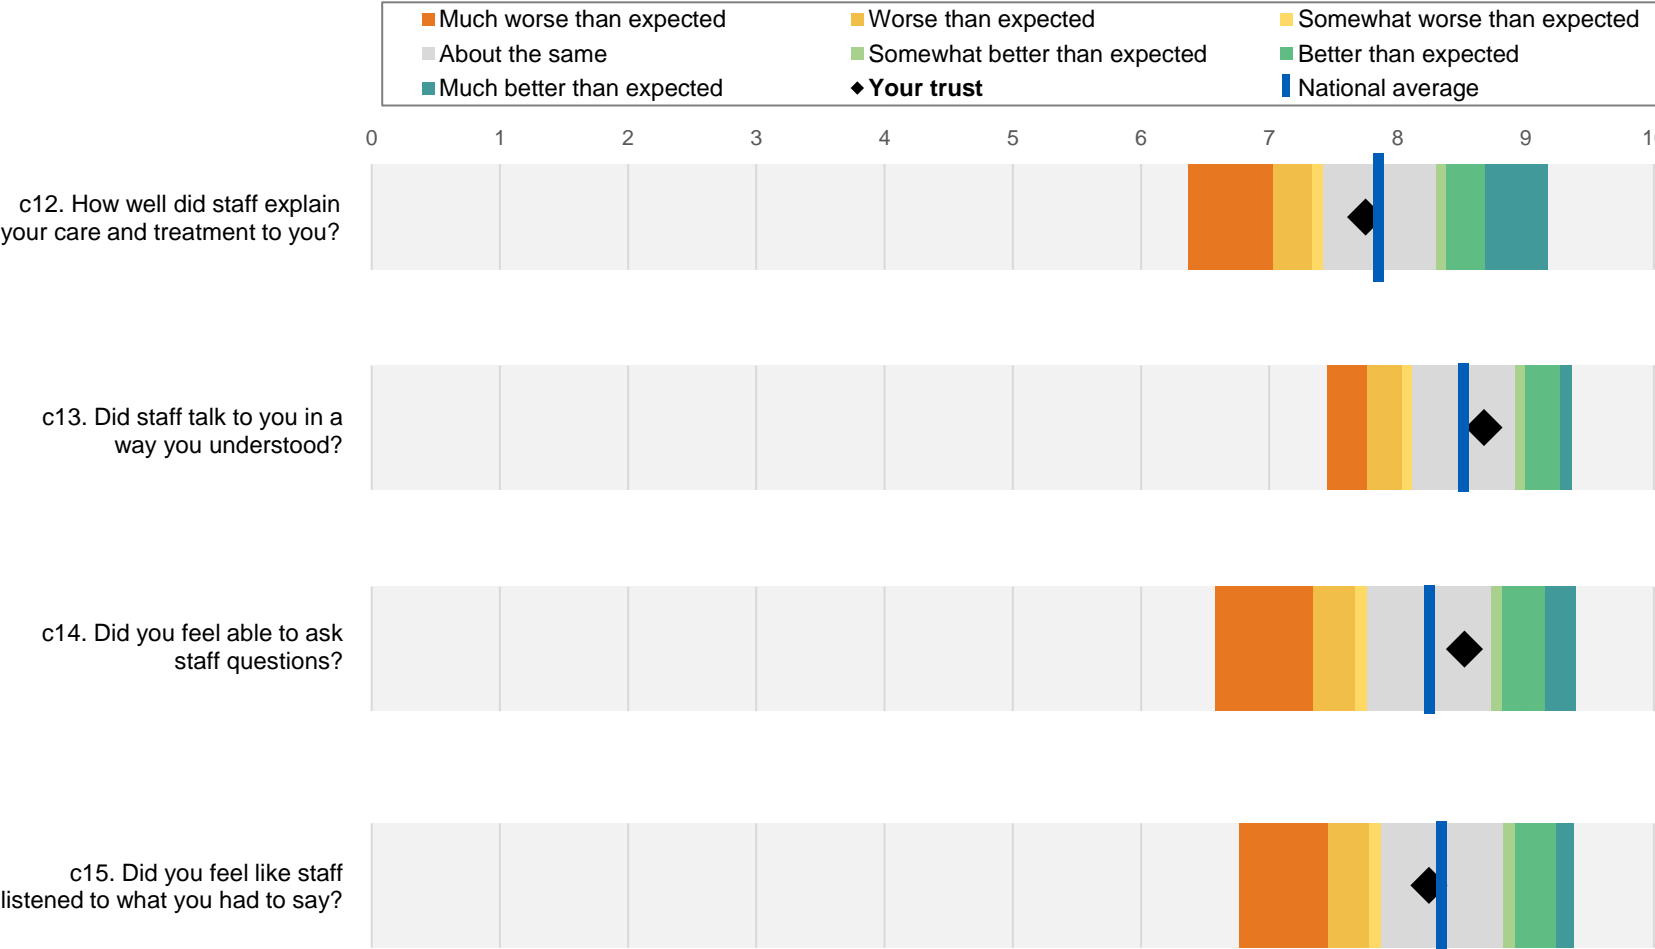 Much worse than expected
Worse than expected
Somewhat worse than expected
About the same
Somewhat better than expected
Better than expected
Much better than expected
Your trust
National average
0 1 2 3 4 5 6 7 8 9
c12. How well did staff explain
your care and treatment to you?
c13. Did staff talk to you in a
way you understood?
c14. Did you feel able to ask
staff questions?
c15. Did you feel like staff
listened to what you had to say?